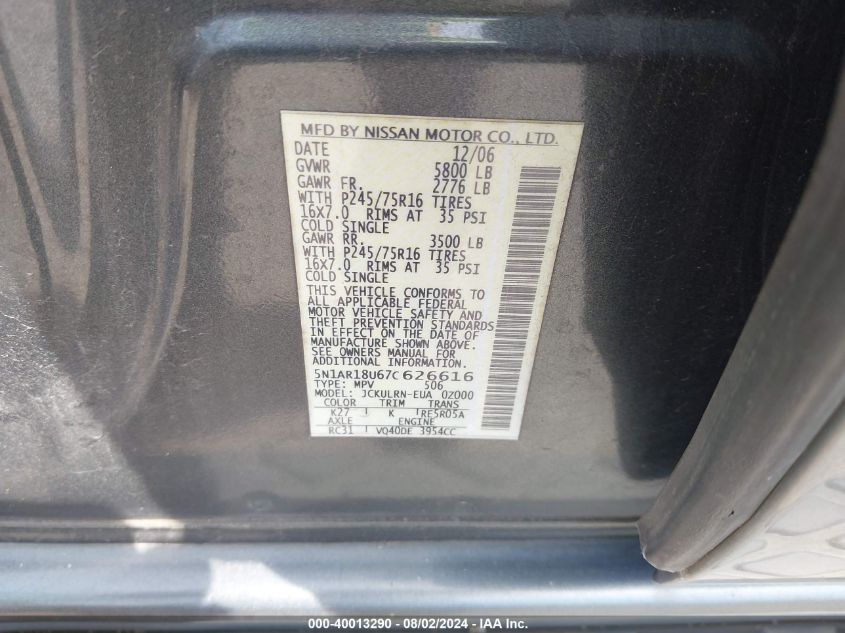 MFD BY NISSAN MOTOR CO., LTD.
DATE 12/06
GVWR 5800 LB
GAWR FR. 2776 LB
WITH P245/75R16 TIRES
16X7.0 RIMS AT 35 PSI
COLD SINGLE
GAWR RR. 3500 LB
WITH P245/75R16 TIRES
16X7.0 RIMS AT 35 PSI
COLD SINGLE
THIS VEHICLE CONFORMS TO
ALL APPLICABLE FEDERAL
MOTOR VEHICLE SAFETY AND
THEFT PREVENTION STANDARDS
IN EFFECT ON THE DATE OF
MANUFACTURE SHOWN ABOVE.
SEE OWNERS MANUAL FOR
ADDITIONAL INFORMATION
5N1AR18U67C626616
TYPE: MPV 506
MODEL: JCKULRN-EUA 0Z000
COLOR TRIM TRANS
K27 K RE5R05A
AXLE ENGINE
RC31 VQ40DE 3954CC
000-40013290 - 08/02/2024 - IAA Inc.